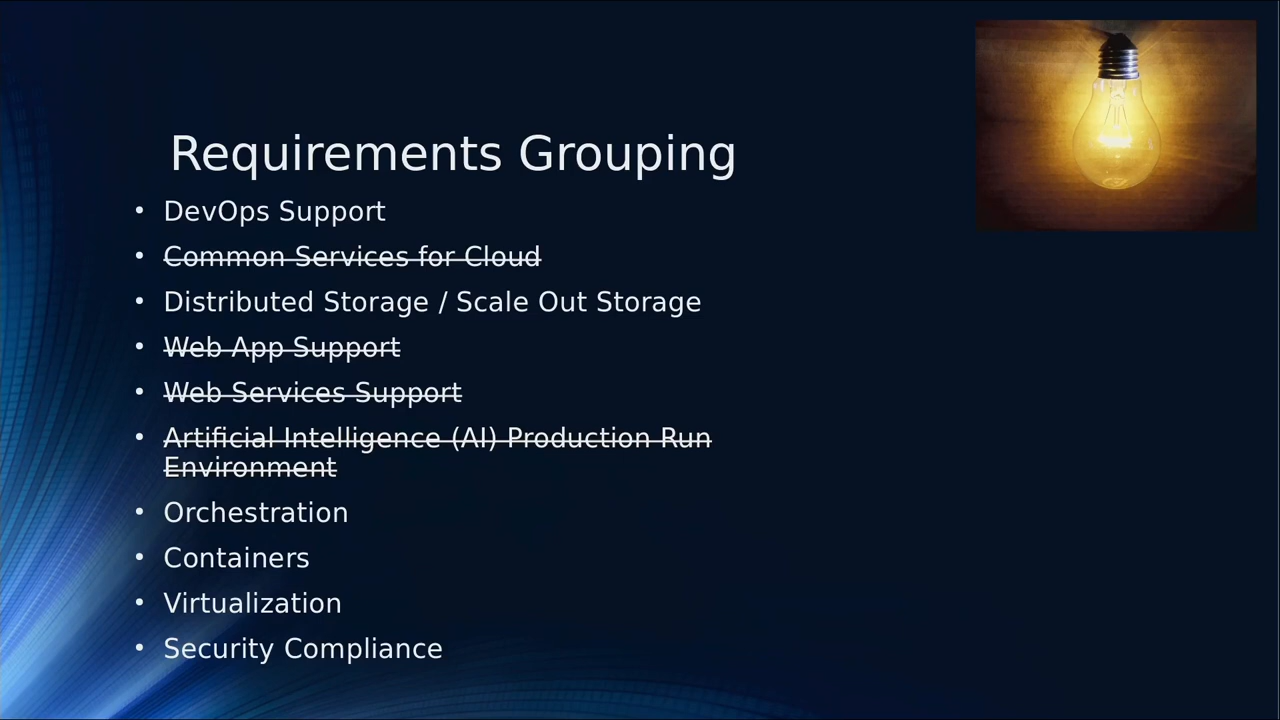 Requirements Grouping
• DevOps Support
• Common Services for Cloud
• Distributed Storage / Scale Out Storage
• Web App Support
• Web Services Support
• Artificial Intelligence (AI) Production Run
Environment
• Orchestration
• Containers
• Virtualization
• Security Compliance